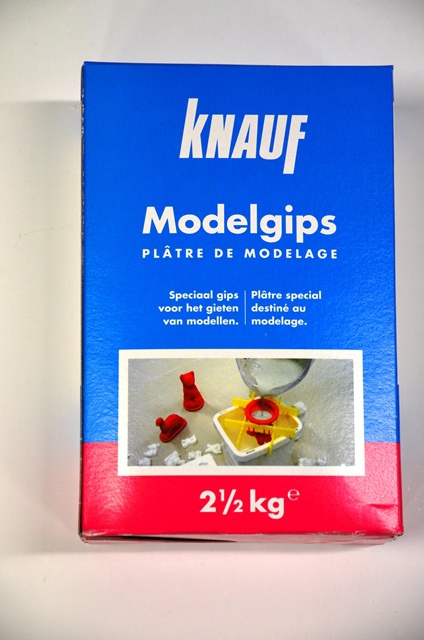 KNAUF
Modelgips
PLÂTRE DE MODELAGE
Speciaal gips
voor het gieten
van modellen.
Plâtre special
destiné au
modelage.
2½ kg ℮